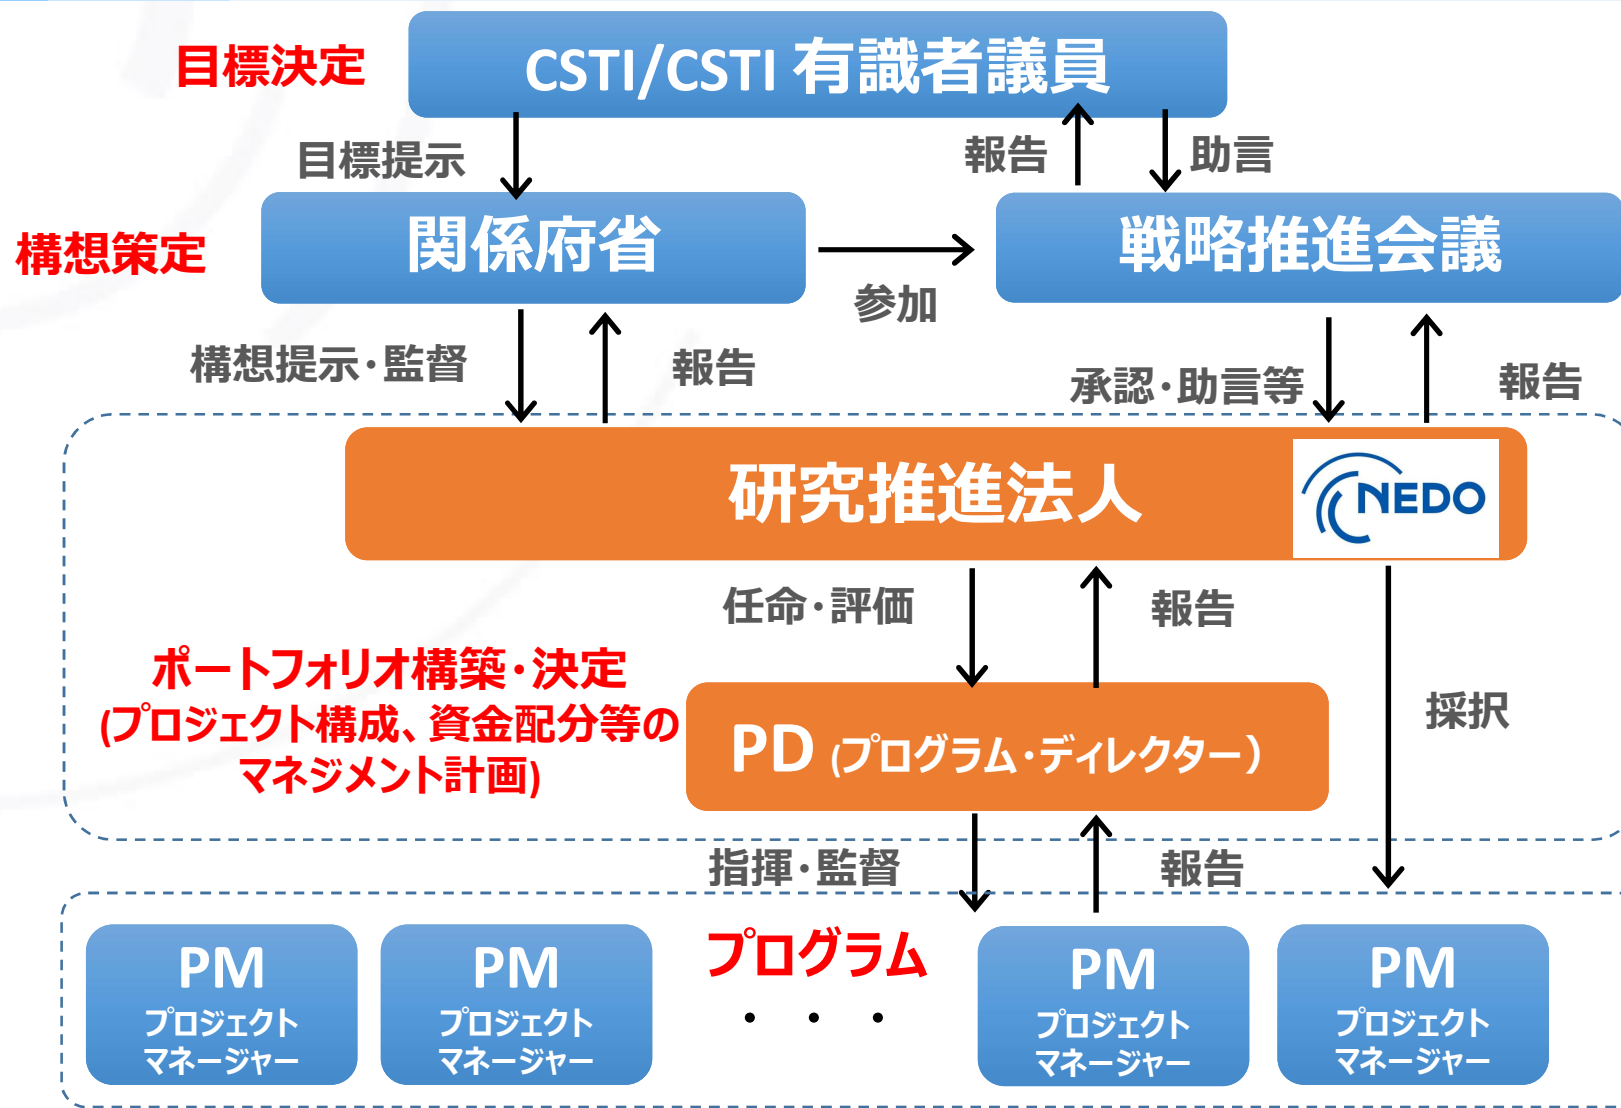 目標決定
CSTI/CSTI 有識者議員
目標提示
報告
助言
構想策定
関係府省
参加
戦略推進会議
構想提示・監督
報告
承認・助言等
報告
研究推進法人
NEDO
任命・評価
報告
採択
ポートフォリオ構築・決定
(プロジェクト構成、資金配分等の
マネジメント計画)
PD (プログラム・ディレクター)
指揮・監督
報告
プログラム
・ ・ ・
PM
プロジェクト
マネージャー
PM
プロジェクト
マネージャー
PM
プロジェクト
マネージャー
PM
プロジェクト
マネージャー